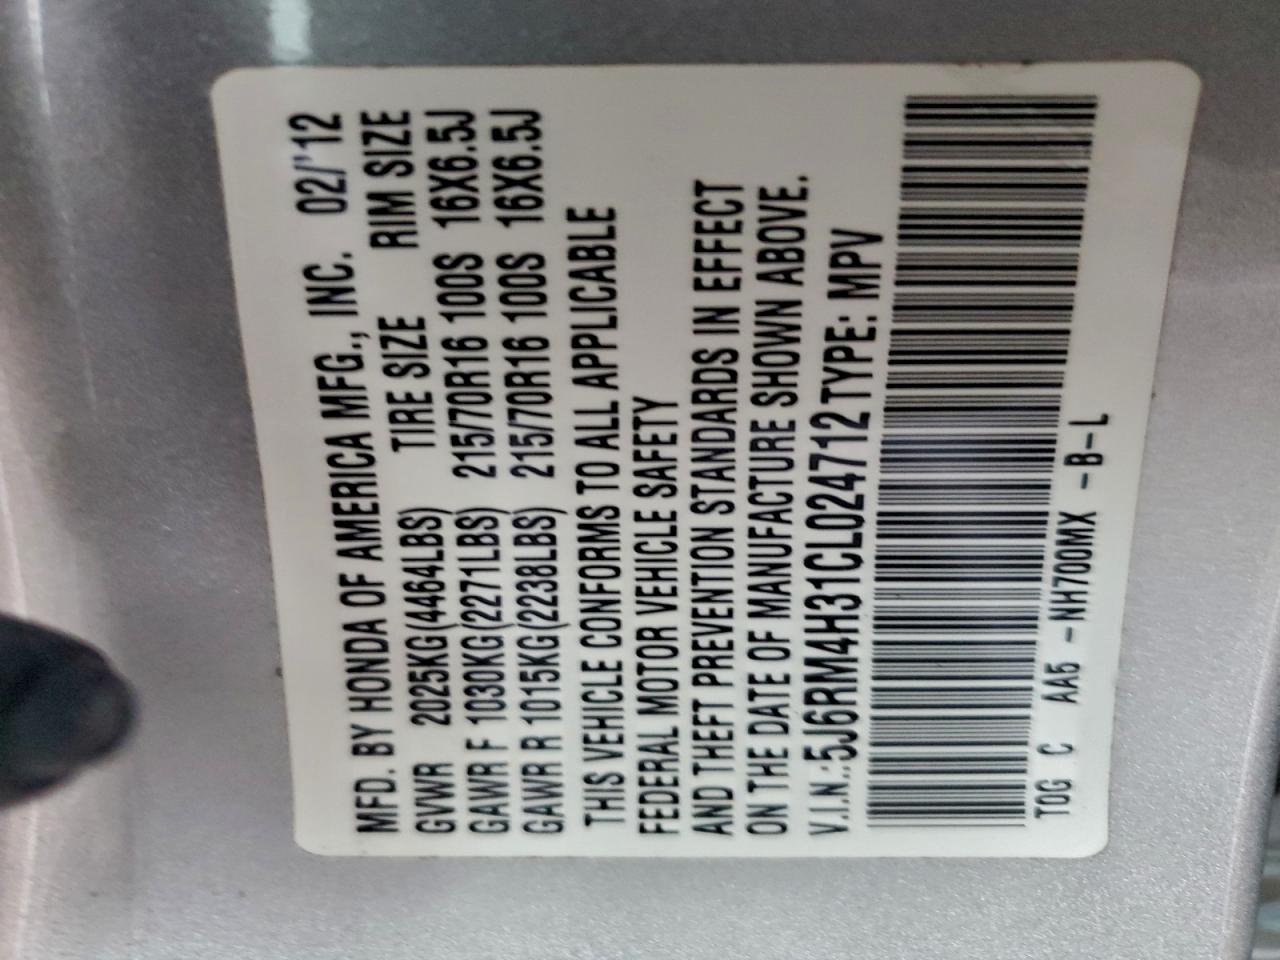 MFD. BY HONDA OF AMERICA MFG., INC. 02/'12
GVWR 2025KG(4464LBS) TIRE SIZE RIM SIZE
GAWR F 1030KG(2271LBS) 215/70R16 100S 16X6.5J
GAWR R 1015KG(2238LBS) 215/70R16 100S 16X6.5J
THIS VEHICLE CONFORMS TO ALL APPLICABLE
FEDERAL MOTOR VEHICLE SAFETY
AND THEFT PREVENTION STANDARDS IN EFFECT
ON THE DATE OF MANUFACTURE SHOWN ABOVE.
V.I.N.:5J6RM4H31CL024712 TYPE: MPV
TOG C AA5 -NH700MX -B-L